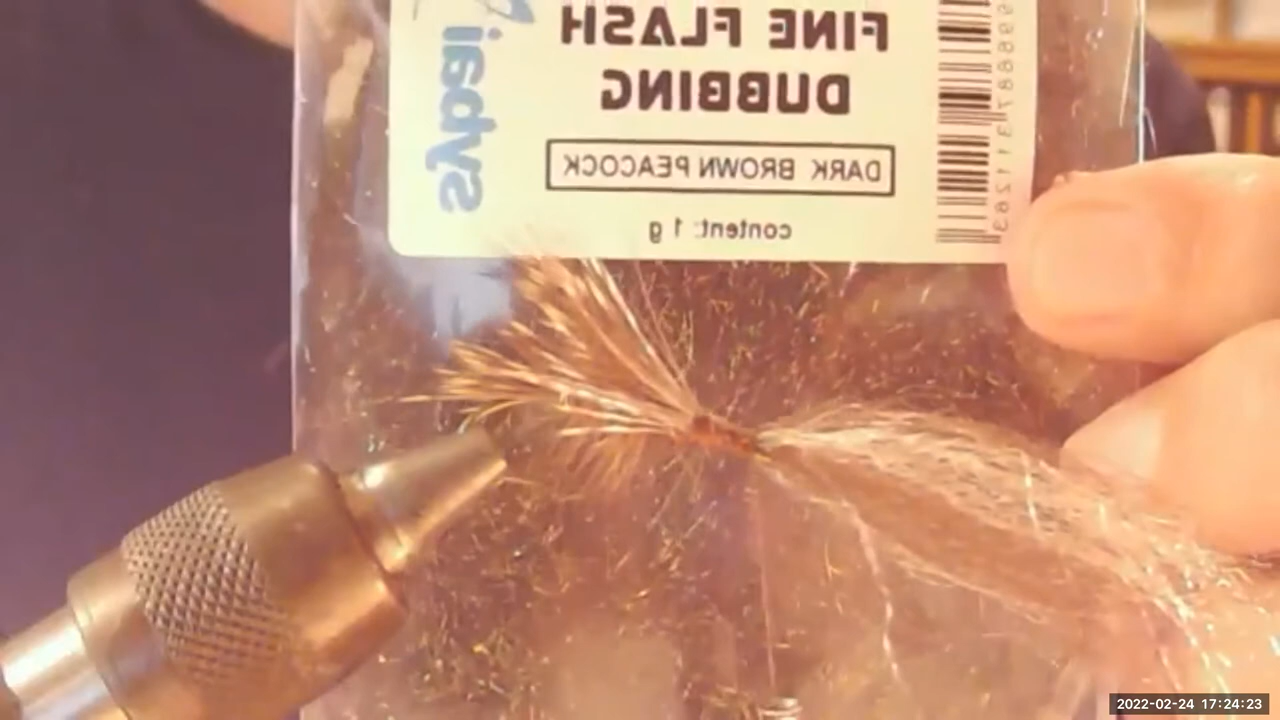 FINE FLASH
DUBBING
DARK BROWN PEACOCK
content: 1 g
2022-02-24 17:24:23